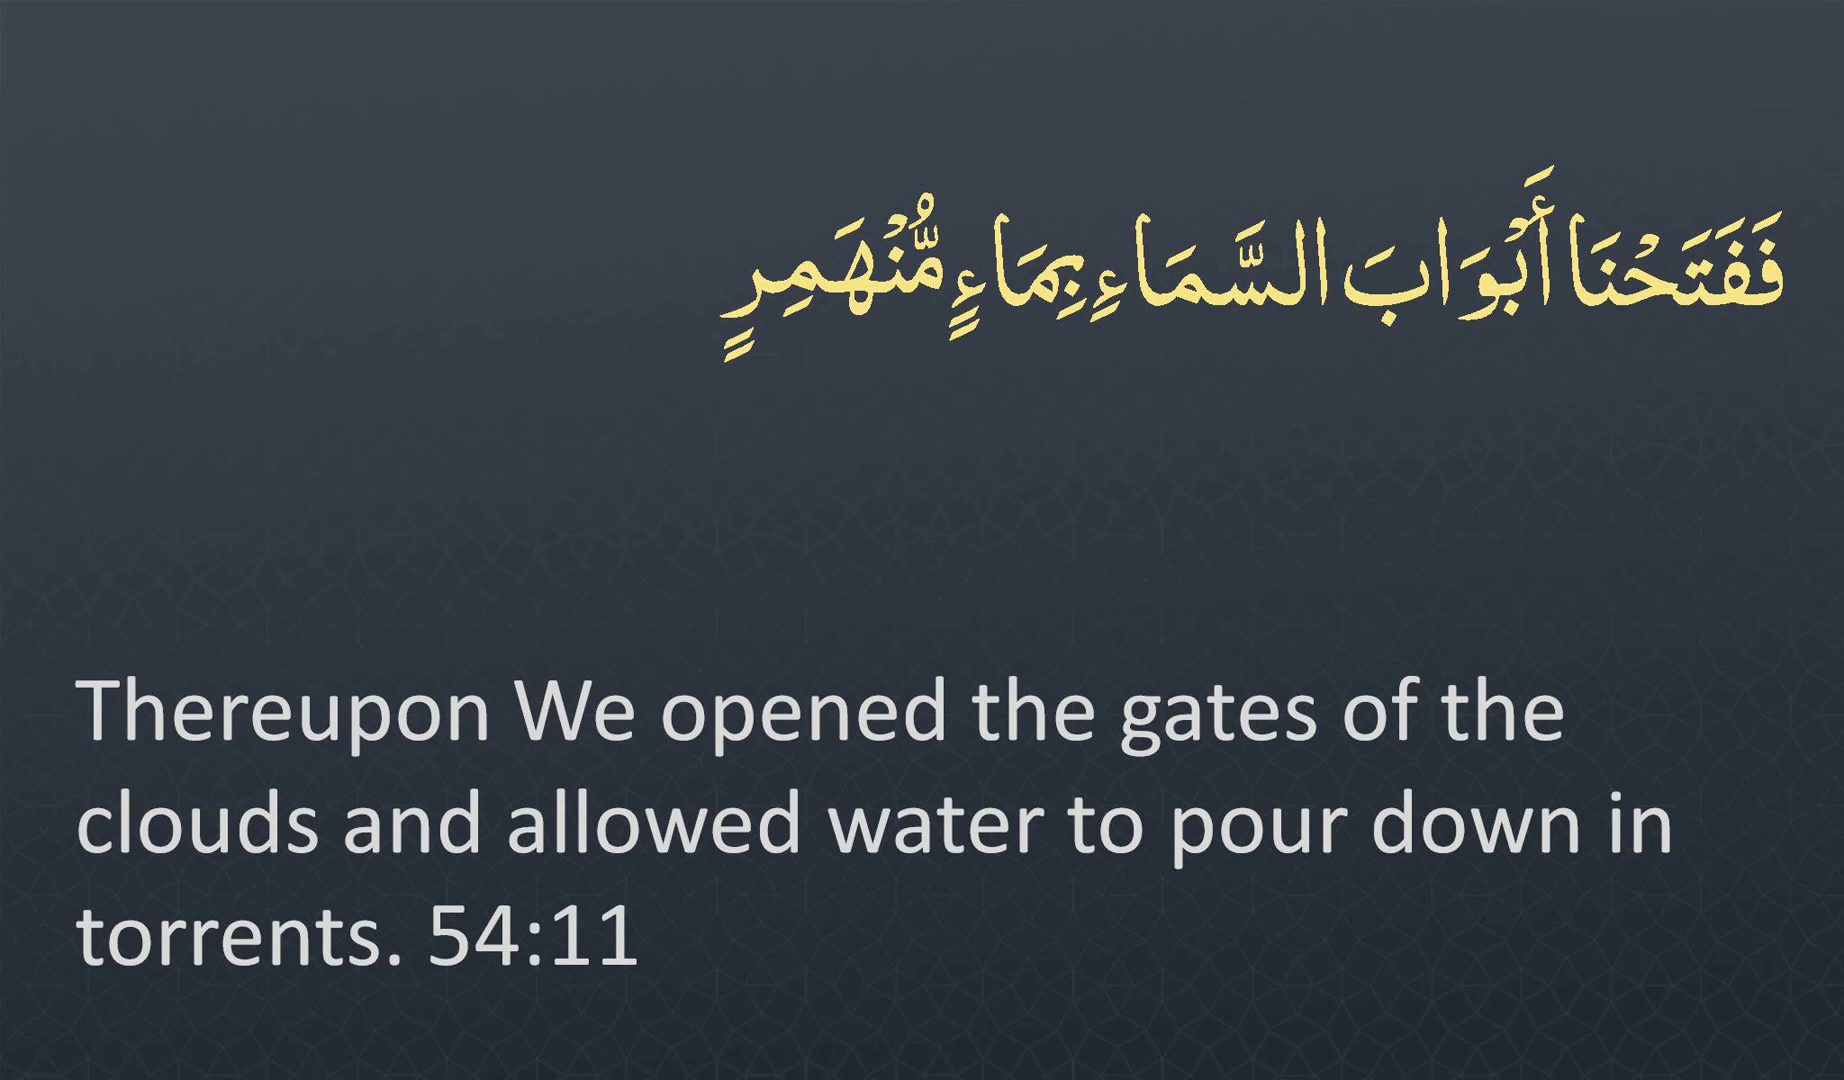 فَفَتَحْنَا أَبْوَابَ السَّمَاءِ بِمَاءٍ مُّنْهَمِرٍ
Thereupon We opened the gates of the
clouds and allowed water to pour down in
torrents. 54:11